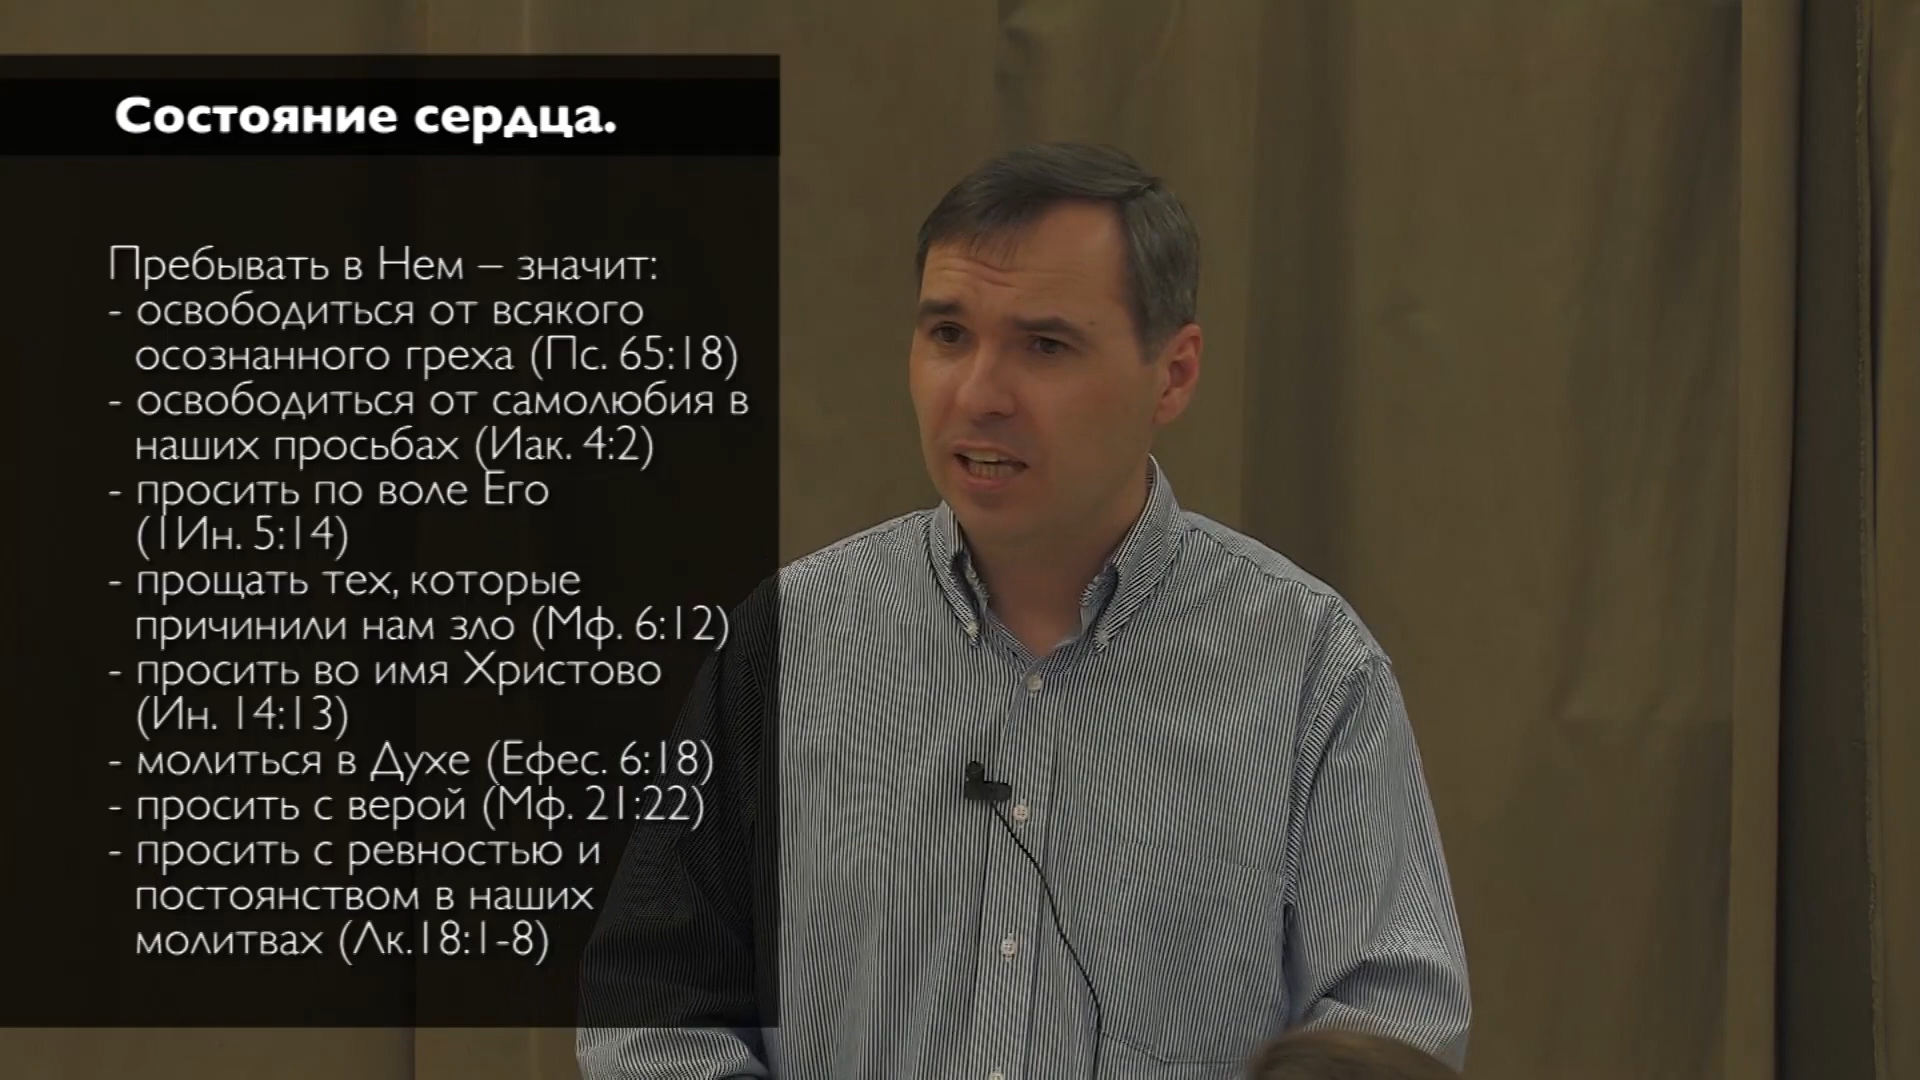 Состояние сердца.
Пребывать в Нем – значит:
- освободиться от всякого
осознанного греха (Пс. 65:18)
- освободиться от самолюбия в
наших просьбах (Иак. 4:2)
- просить по воле Его
(1Ин. 5:14)
- прощать тех, которые
причинили нам зло (Мф. 6:12)
- просить во имя Христово
(Ин. 14:13)
- молиться в Духе (Ефес. 6:18)
- просить с верой (Мф. 21:22)
- просить с ревностью и
постоянством в наших
молитвах (Лк.18:1-8)